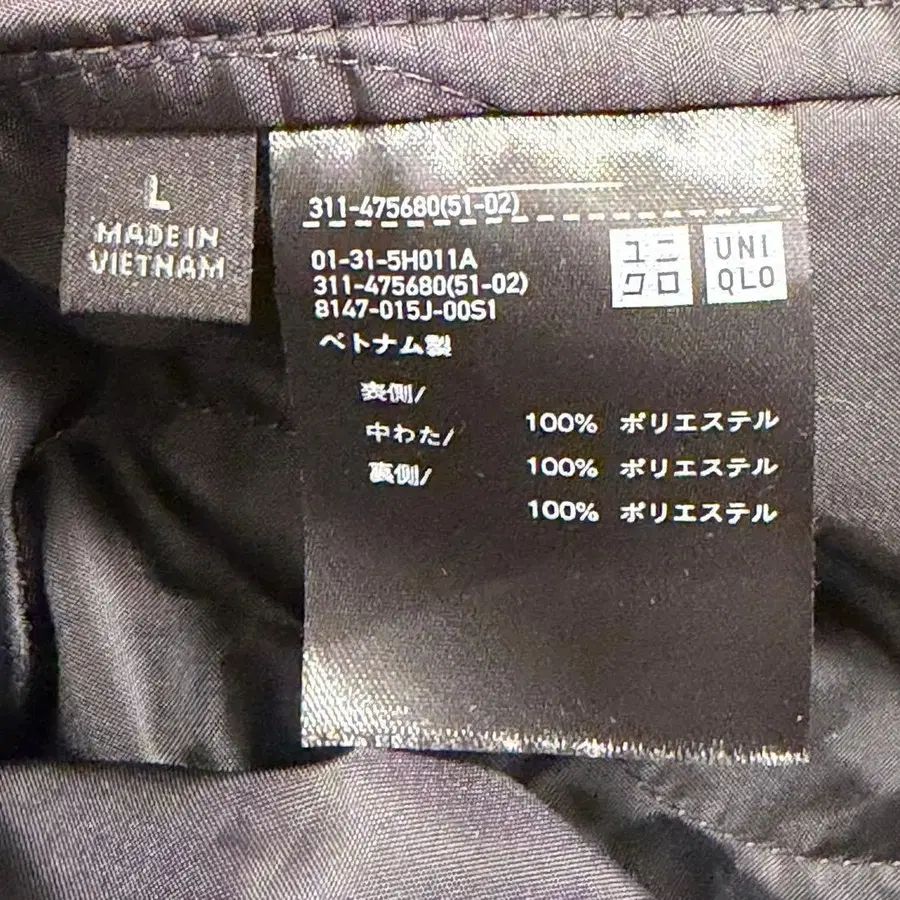 L
MADE IN
VIETNAM
311-475680(51-02)
01-31-5H011A
311-475680(51-02)
8147-015J-00S1
ユニ
クロ
UNI
QLO
ベトナム製
表側/
100% ポリエステル
中わた/
100% ポリエステル
裏側/
100% ポリエステル